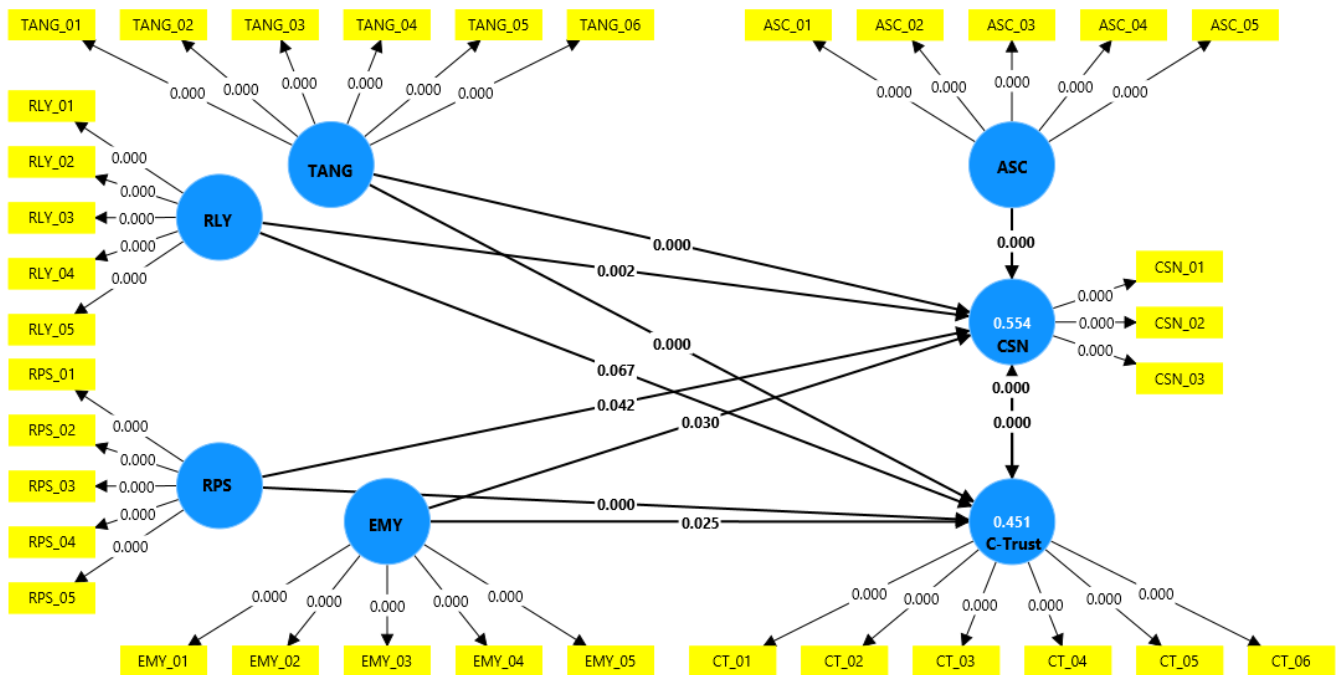 TANG_01 TANG_02 TANG_03 TANG_04 TANG_05 TANG_06 ASC_01 ASC_02 ASC_03 ASC_04 ASC_05
0.000 0.000 0.000 0.000 0.000 0.000 0.000 0.000 0.000 0.000 0.000
RLY_01
0.000
RLY_02
0.000
RLY_03
0.000
RLY_04
0.000
RLY_05
0.000
TANG
RLY
ASC
0.000
0.002
0.000
0.067
0.042
0.030
0.000
0.025
0.000
0.554
CSN
0.000
CSN_01
0.000
CSN_02
0.000
CSN_03
0.000
0.000
RPS_01
0.000
RPS_02
0.000
RPS_03
0.000
RPS_04
0.000
RPS_05
0.000
RPS
EMY
0.451
C-Trust
0.000 0.000 0.000 0.000 0.000 0.000 0.000 0.000 0.000 0.000 0.000
EMY_01 EMY_02 EMY_03 EMY_04 EMY_05 CT_01 CT_02 CT_03 CT_04 CT_05 CT_06